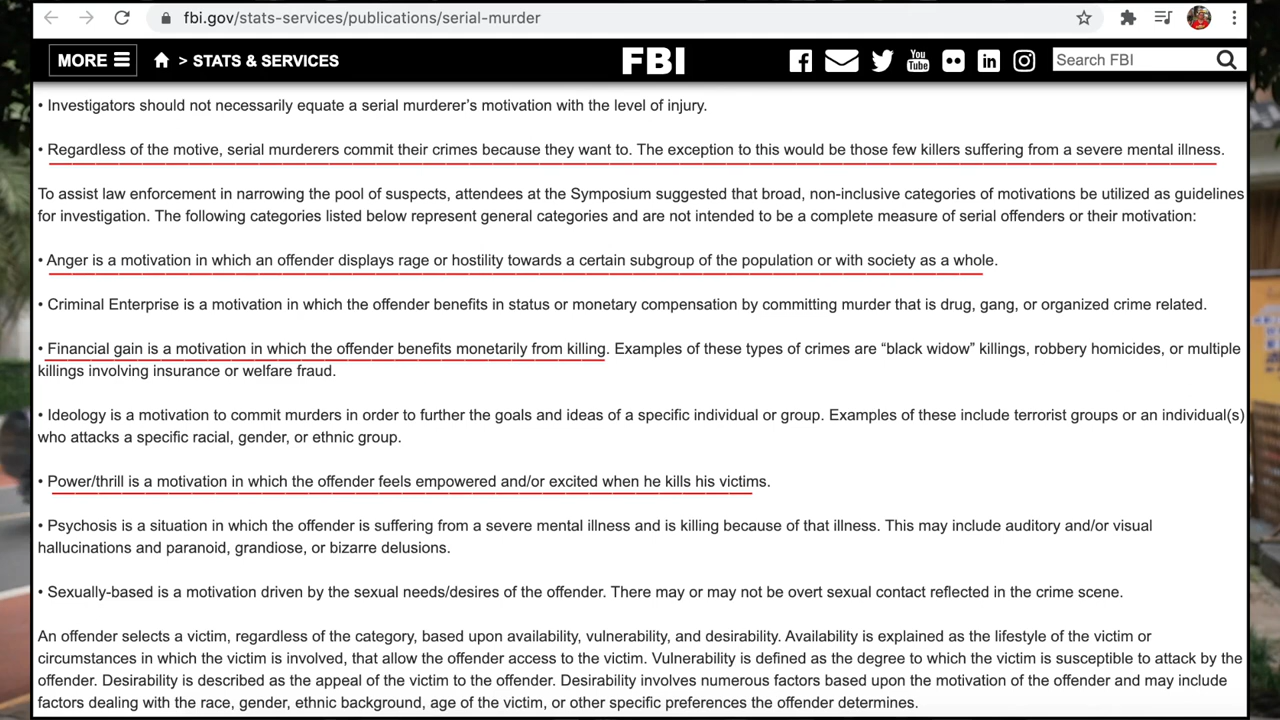 fbi.gov/stats-services/publications/serial-murder
MORE
> STATS & SERVICES
FBI
You
Tube
in
Search FBI
• Investigators should not necessarily equate a serial murderer's motivation with the level of injury.
• Regardless of the motive, serial murderers commit their crimes because they want to. The exception to this would be those few killers suffering from a severe mental illness.
To assist law enforcement in narrowing the pool of suspects, attendees at the Symposium suggested that broad, non-inclusive categories of motivations be utilized as guidelines
for investigation. The following categories listed below represent general categories and are not intended to be a complete measure of serial offenders or their motivation:
• Anger is a motivation in which an offender displays rage or hostility towards a certain subgroup of the population or with society as a whole.
• Criminal Enterprise is a motivation in which the offender benefits in status or monetary compensation by committing murder that is drug, gang, or organized crime related.
• Financial gain is a motivation in which the offender benefits monetarily from killing. Examples of these types of crimes are “black widow” killings, robbery homicides, or multiple
killings involving insurance or welfare fraud.
• Ideology is a motivation to commit murders in order to further the goals and ideas of a specific individual or group. Examples of these include terrorist groups or an individual(s)
who attacks a specific racial, gender, or ethnic group.
• Power/thrill is a motivation in which the offender feels empowered and/or excited when he kills his victims.
• Psychosis is a situation in which the offender is suffering from a severe mental illness and is killing because of that illness. This may include auditory and/or visual
hallucinations and paranoid, grandiose, or bizarre delusions.
• Sexually-based is a motivation driven by the sexual needs/desires of the offender. There may or may not be overt sexual contact reflected in the crime scene.
An offender selects a victim, regardless of the category, based upon availability, vulnerability, and desirability. Availability is explained as the lifestyle of the victim or
circumstances in which the victim is involved, that allow the offender access to the victim. Vulnerability is defined as the degree to which the victim is susceptible to attack by the
offender. Desirability is described as the appeal of the victim to the offender. Desirability involves numerous factors based upon the motivation of the offender and may include
factors dealing with the race, gender, ethnic background, age of the victim, or other specific preferences the offender determines.